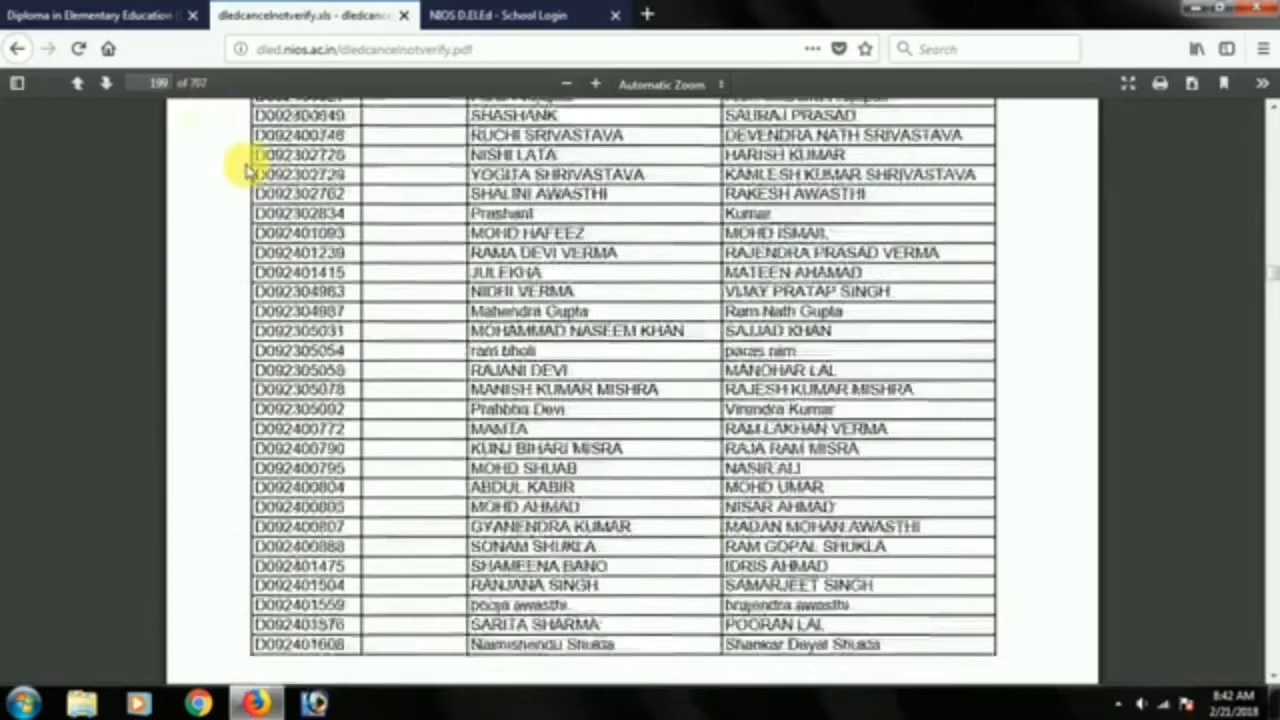 Diploma in Elementary Education (
dledcancelnotverify.xls - dledcance
NIOS D.El.Ed - School Login
dled.nios.ac.in/dledcancelnotverify.pdf
Search
199 of 707
Automatic Zoom
D092400649 SHASHANK SAURAJ PRASAD
D092400746 RUCHI SRIVASTAVA DEVENDRA NATH SRIVASTAVA
D092302726 NISHI LATA HARISH KUMAR
D092302729 YOGITA SHRIVASTAVA KAMLESH KUMAR SHRIVASTAVA
D092302762 SHALINI AWASTHI RAKESH AWASTHI
D092302834 Prashant Kumar
D092401093 MOHD HAFEEZ MOHD ISMAIL
D092401239 RAMA DEVI VERMA RAJENDRA PRASAD VERMA
D092401415 JULEKHA MATEEN AHAMAD
D092304963 NIDHI VERMA VIJAY PRATAP SINGH
D092304987 Mahendra Gupta Ram Nath Gupta
D092305031 MOHAMMAD NASEEM KHAN SAJJAD KHAN
D092305054 ram bholi paras
D092305058 RAJANI DEVI MANOHAR LAL
D092305078 MANISH KUMAR MISHRA RAJESH KUMAR MISHRA
D092305092 Prabbha Devi Virendra Kumar
D092400772 MAMTA RAM LAKHAN VERMA
D092400790 KUNJ BIHARI MISRA RAJA RAM MISRA
D092400795 MOHD SHUAB NASIR ALI
D092400804 ABDUL KABIR MOHD UMAR
D092400805 MOHD AHMAD NISAR AHMAD
D092400807 GYANENDRA KUMAR MADAN MOHAN AWASTHI
D092400888 SONAM SHUKLA RAM GOPAL SHUKLA
D092401475 SHAMEENA BANO IDRIS AHMAD
D092401504 RANJANA SINGH SAMARJEET SINGH
D092401559 pooja awasthi brajendra awasthi
D092401576 SARITA SHARMA POORAN LAL
D092401608 Naimishendu Shukla Shankar Dayal Shukla
8:42 AM
2/21/2018